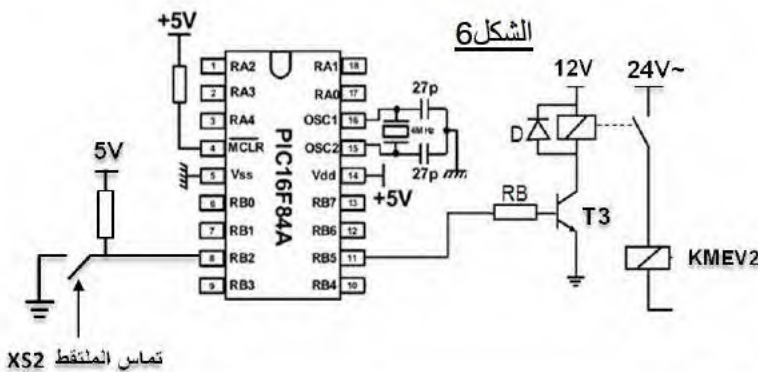 الشكل6
+5V
12V
24V~
27p
4MHz
27p
+5V
D
RB
T3
KMEV2
PIC16F84A
1 RA2
2 RA3
3 RA4
4 MCLR
5 Vss
6 RB0
7 RB1
8 RB2
9 RB3
RA1 18
RA0 17
OSC1 16
OSC2 15
Vdd 14
RB7 13
RB6 12
RB5 11
RB4 10
5V
تماس الملتقط XS2